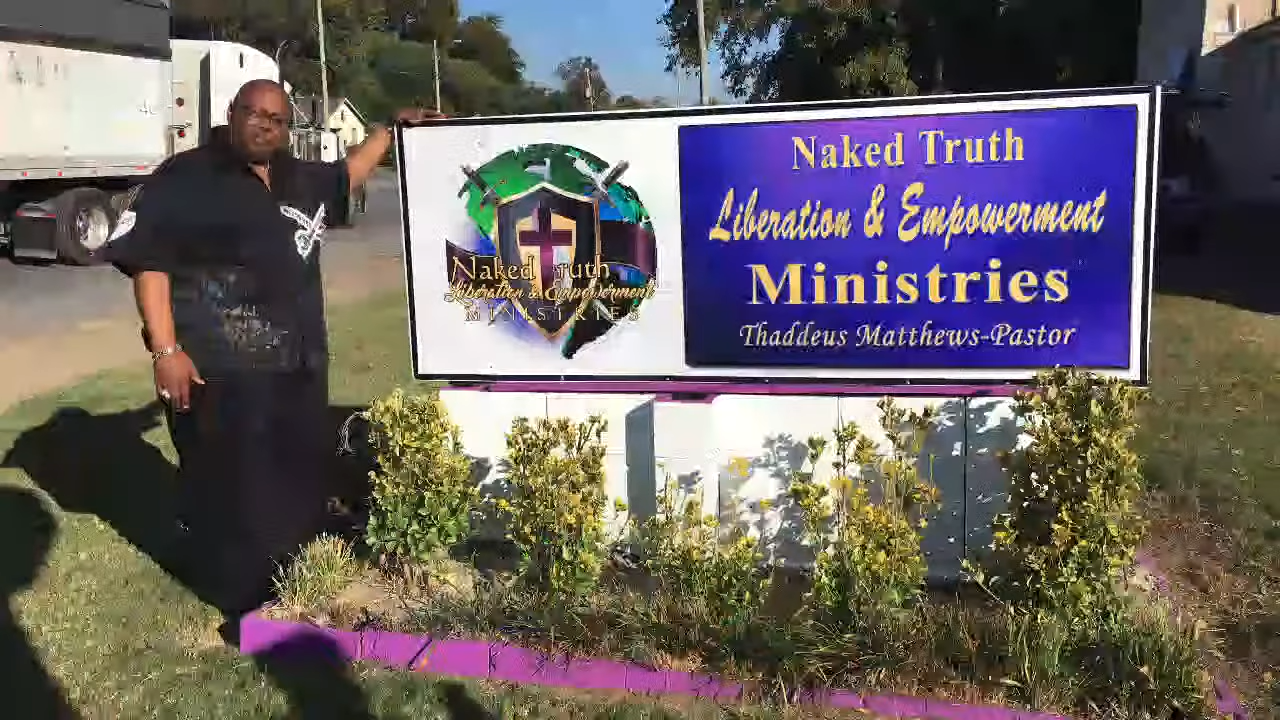 Naked Truth
Liberation & Empowerment
MINISTRIES
Naked Truth
Liberation & Empowerment
Ministries
Thaddeus Matthews-Pastor